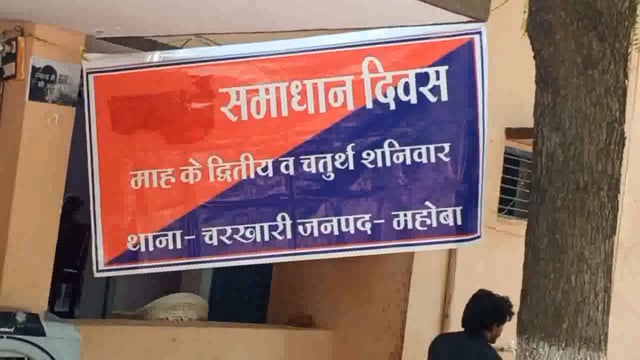 समाधान दिवस
माह के द्वितीय व चतुर्थ शनिवार
थाना- चरखारी जनपद- महोबा